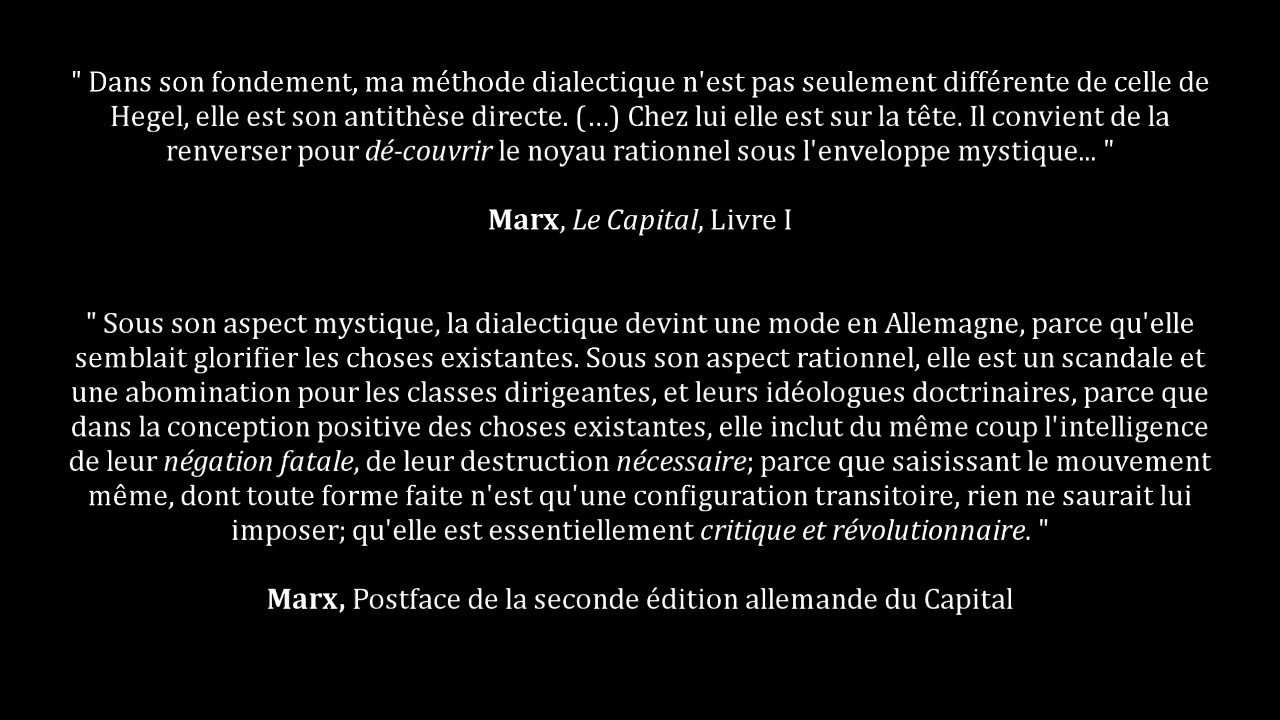 " Dans son fondement, ma méthode dialectique n'est pas seulement différente de celle de
Hegel, elle est son antithèse directe. (…) Chez lui elle est sur la tête. Il convient de la
renverser pour dé-couvrir le noyau rationnel sous l'enveloppe mystique... "
Marx, Le Capital, Livre I
" Sous son aspect mystique, la dialectique devint une mode en Allemagne, parce qu'elle
semblait glorifier les choses existantes. Sous son aspect rationnel, elle est un scandale et
une abomination pour les classes dirigeantes, et leurs idéologues doctrinaires, parce que
dans la conception positive des choses existantes, elle inclut du même coup l'intelligence
de leur négation fatale, de leur destruction nécessaire; parce que saisissant le mouvement
même, dont toute forme faite n'est qu'une configuration transitoire, rien ne saurait lui
imposer; qu'elle est essentiellement critique et révolutionnaire. "
Marx, Postface de la seconde édition allemande du Capital